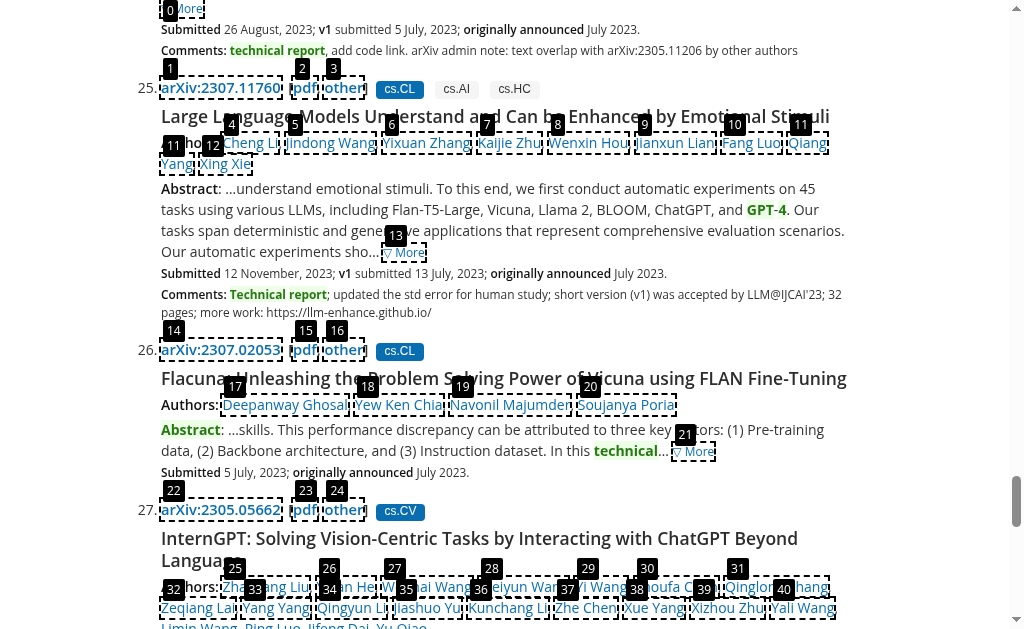 0 More
Submitted 26 August, 2023; v1 submitted 5 July, 2023; originally announced July 2023.
Comments: technical report, add code link. arXiv admin note: text overlap with arXiv:2305.11206 by other authors
1 2 3
25. arXiv:2307.11760 [pdf, other] cs.CL cs.AI cs.HC
Large Language Models Understand and Can be Enhanced by Emotional Stimuli
4 5 6 7 8 9 10 11
Cheng Li, Jindong Wang, Yixuan Zhang, Kaijie Zhu, Wenxin Hou, Jianxun Lian, Fang Luo, Qiang
11 12
Yang, Xing Xie
Abstract: …understand emotional stimuli. To this end, we first conduct automatic experiments on 45
tasks using various LLMs, including Flan-T5-Large, Vicuna, Llama 2, BLOOM, ChatGPT, and GPT-4. Our
tasks span deterministic and generative applications that represent comprehensive evaluation scenarios.
13
Our automatic experiments sho… ▽ More
Submitted 12 November, 2023; v1 submitted 13 July, 2023; originally announced July 2023.
Comments: Technical report; updated the std error for human study; short version (v1) was accepted by LLM@IJCAI'23; 32
pages; more work: https://llm-enhance.github.io/
14 15 16
26. arXiv:2307.02053 [pdf, other] cs.CL
Flacuna: Unleashing the Problem Solving Power of Vicuna using FLAN Fine-Tuning
17 18 19 20
Authors: Deepanway Ghosal, Yew Ken Chia, Navonil Majumder, Soujanya Poria
Abstract: …skills. This performance discrepancy can be attributed to three key factors: (1) Pre-training
21
data, (2) Backbone architecture, and (3) Instruction dataset. In this technical… ▽ More
Submitted 5 July, 2023; originally announced July 2023.
22 23 24
27. arXiv:2305.05662 [pdf, other] cs.CV
InternGPT: Solving Vision-Centric Tasks by Interacting with ChatGPT Beyond
Language
25 26 27 28 29 30 31
Authors: Liu, He, Wang, Yi Wang,
32 33 34 35 36 37 38 39 40
Zeqiang Lai, Yang Yang, Qingyun Li, Jiashuo Yu, Kunchang Li, Zhe Chen, Xue Yang, Xizhou Zhu, Yali Wang,
Limin Wang, Ping Luo, Jifeng Dai, Yu Qiao